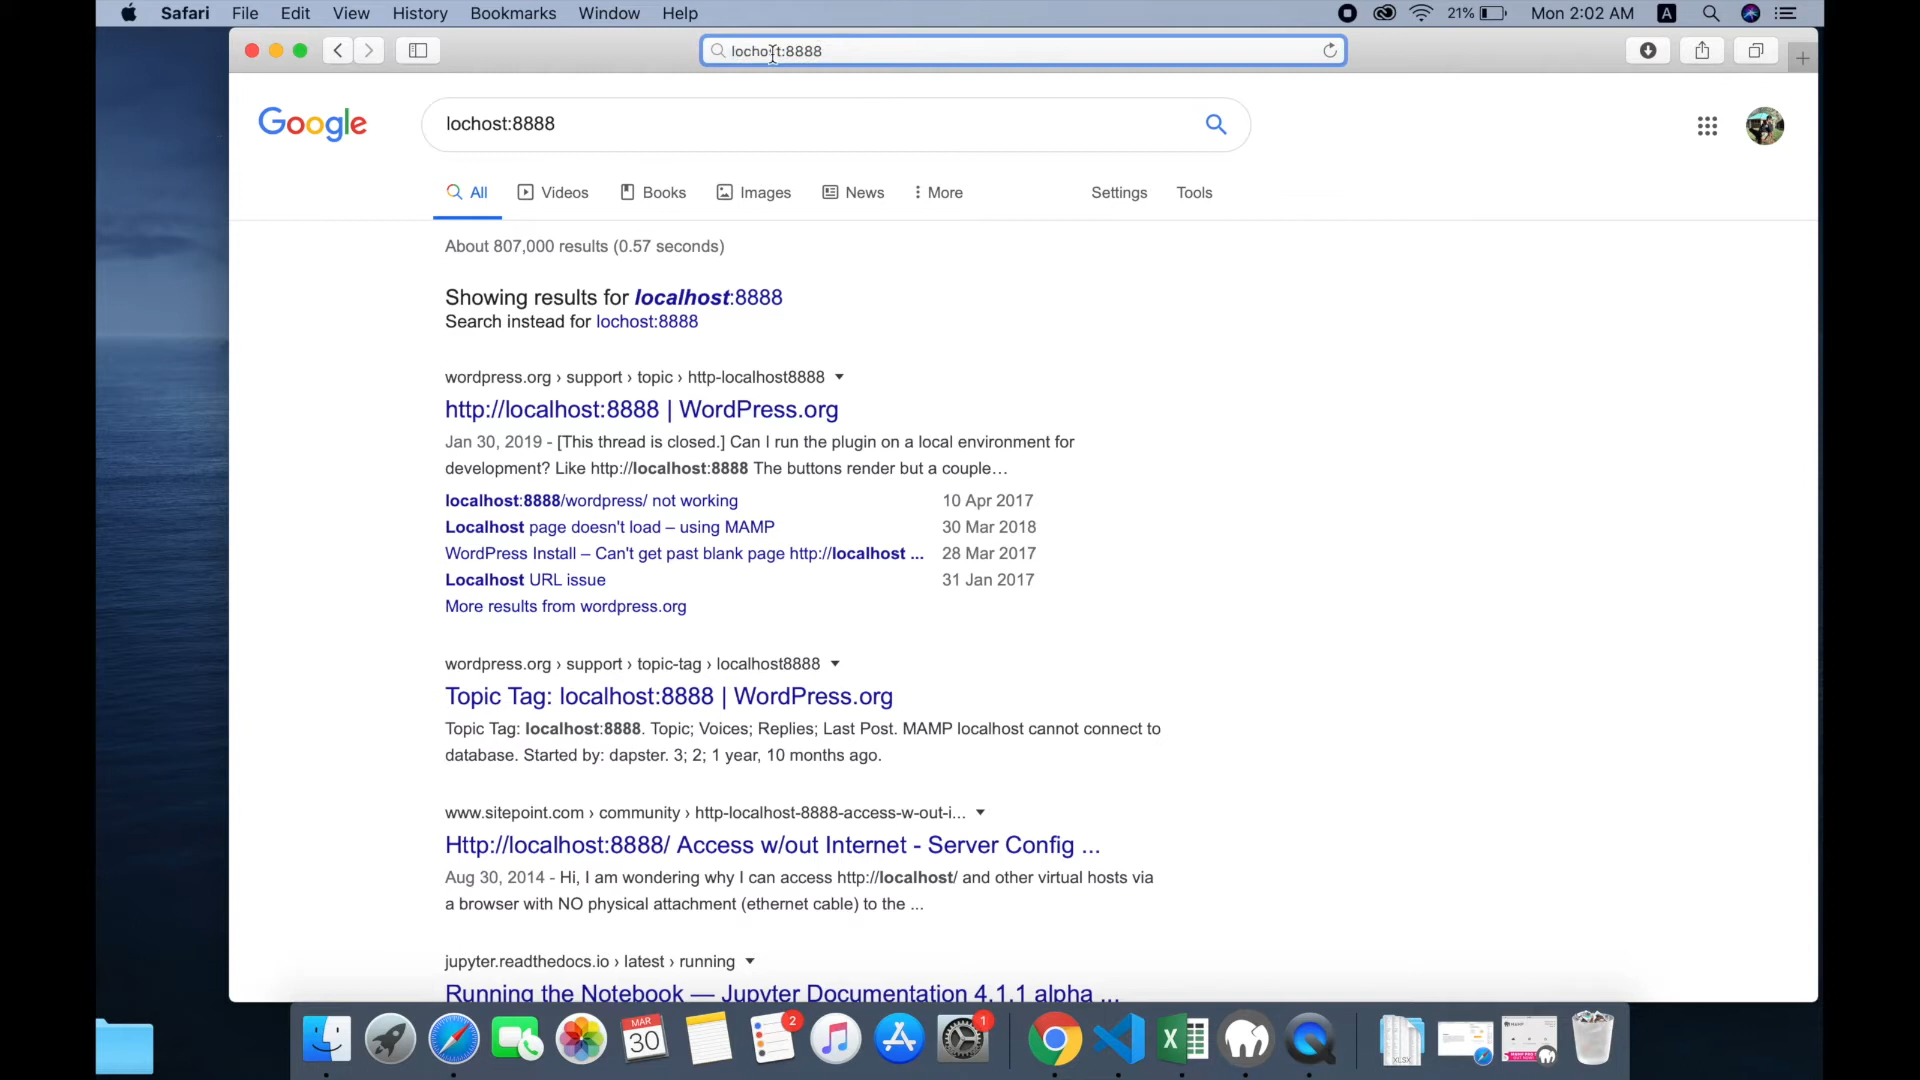 Safari File Edit View History Bookmarks Window Help 21% Mon 2:02 AM A
lochost:8888
Google lochost:8888
All Videos Books Images News More Settings Tools
About 807,000 results (0.57 seconds)
Showing results for localhost:8888
Search instead for lochost:8888
wordpress.org › support › topic › http-localhost8888
http://localhost:8888 | WordPress.org
Jan 30, 2019 - [This thread is closed.] Can I run the plugin on a local environment for
development? Like http://localhost:8888 The buttons render but a couple…
localhost:8888/wordpress/ not working 10 Apr 2017
Localhost page doesn't load – using MAMP 30 Mar 2018
WordPress Install – Can't get past blank page http://localhost ... 28 Mar 2017
Localhost URL issue 31 Jan 2017
More results from wordpress.org
wordpress.org › support › topic-tag › localhost8888
Topic Tag: localhost:8888 | WordPress.org
Topic Tag: localhost:8888. Topic; Voices; Replies; Last Post. MAMP localhost cannot connect to
database. Started by: dapster. 3; 2; 1 year, 10 months ago.
www.sitepoint.com › community › http-localhost-8888-access-w-out-i...
Http://localhost:8888/ Access w/out Internet - Server Config ...
Aug 30, 2014 - Hi, I am wondering why I can access http://localhost/ and other virtual hosts via
a browser with NO physical attachment (ethernet cable) to the ...
jupyter.readthedocs.io › latest › running
Running the Notebook — Jupyter Documentation 4.1.1 alpha ...
MAR
30
2
1
X
XLSX